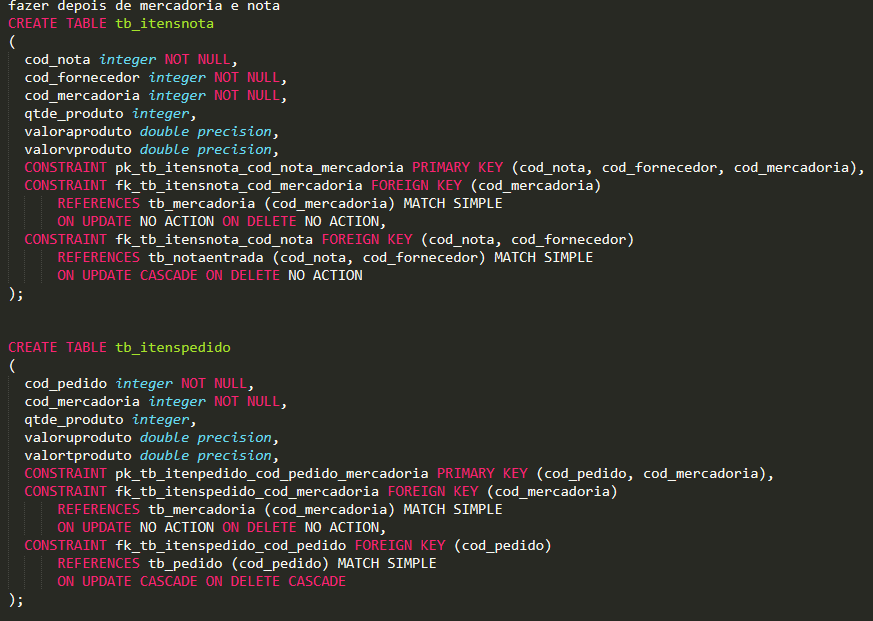 fazer depois de mercadoria e nota
CREATE TABLE tb_itensnota
(
cod_nota integer NOT NULL,
cod_fornecedor integer NOT NULL,
cod_mercadoria integer NOT NULL,
qtde_produto integer,
valoraproduto double precision,
valorvproduto double precision,
CONSTRAINT pk_tb_itensnota_cod_nota_mercadoria PRIMARY KEY (cod_nota, cod_fornecedor, cod_mercadoria),
CONSTRAINT fk_tb_itensnota_cod_mercadoria FOREIGN KEY (cod_mercadoria)
REFERENCES tb_mercadoria (cod_mercadoria) MATCH SIMPLE
ON UPDATE NO ACTION ON DELETE NO ACTION,
CONSTRAINT fk_tb_itensnota_cod_nota FOREIGN KEY (cod_nota, cod_fornecedor)
REFERENCES tb_notaentrada (cod_nota, cod_fornecedor) MATCH SIMPLE
ON UPDATE CASCADE ON DELETE NO ACTION
);
CREATE TABLE tb_itenspedido
(
cod_pedido integer NOT NULL,
cod_mercadoria integer NOT NULL,
qtde_produto integer,
valoruproduto double precision,
valortproduto double precision,
CONSTRAINT pk_tb_itenpedido_cod_pedido_mercadoria PRIMARY KEY (cod_pedido, cod_mercadoria),
CONSTRAINT fk_tb_itenspedido_cod_mercadoria FOREIGN KEY (cod_mercadoria)
REFERENCES tb_mercadoria (cod_mercadoria) MATCH SIMPLE
ON UPDATE NO ACTION ON DELETE NO ACTION,
CONSTRAINT fk_tb_itenspedido_cod_pedido FOREIGN KEY (cod_pedido)
REFERENCES tb_pedido (cod_pedido) MATCH SIMPLE
ON UPDATE CASCADE ON DELETE CASCADE
);